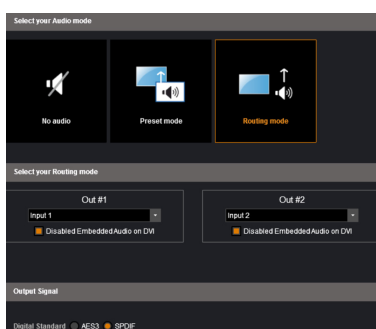 Select your Audio mode
No audio
Preset mode
Routing mode
Select your Routing mode
Out #1
Out #2
Input 1
Input 2
Disabled Embedded Audio on DVI
Disabled Embedded Audio on DVI
Output Signal
Digital Standard AES3 SPDIF